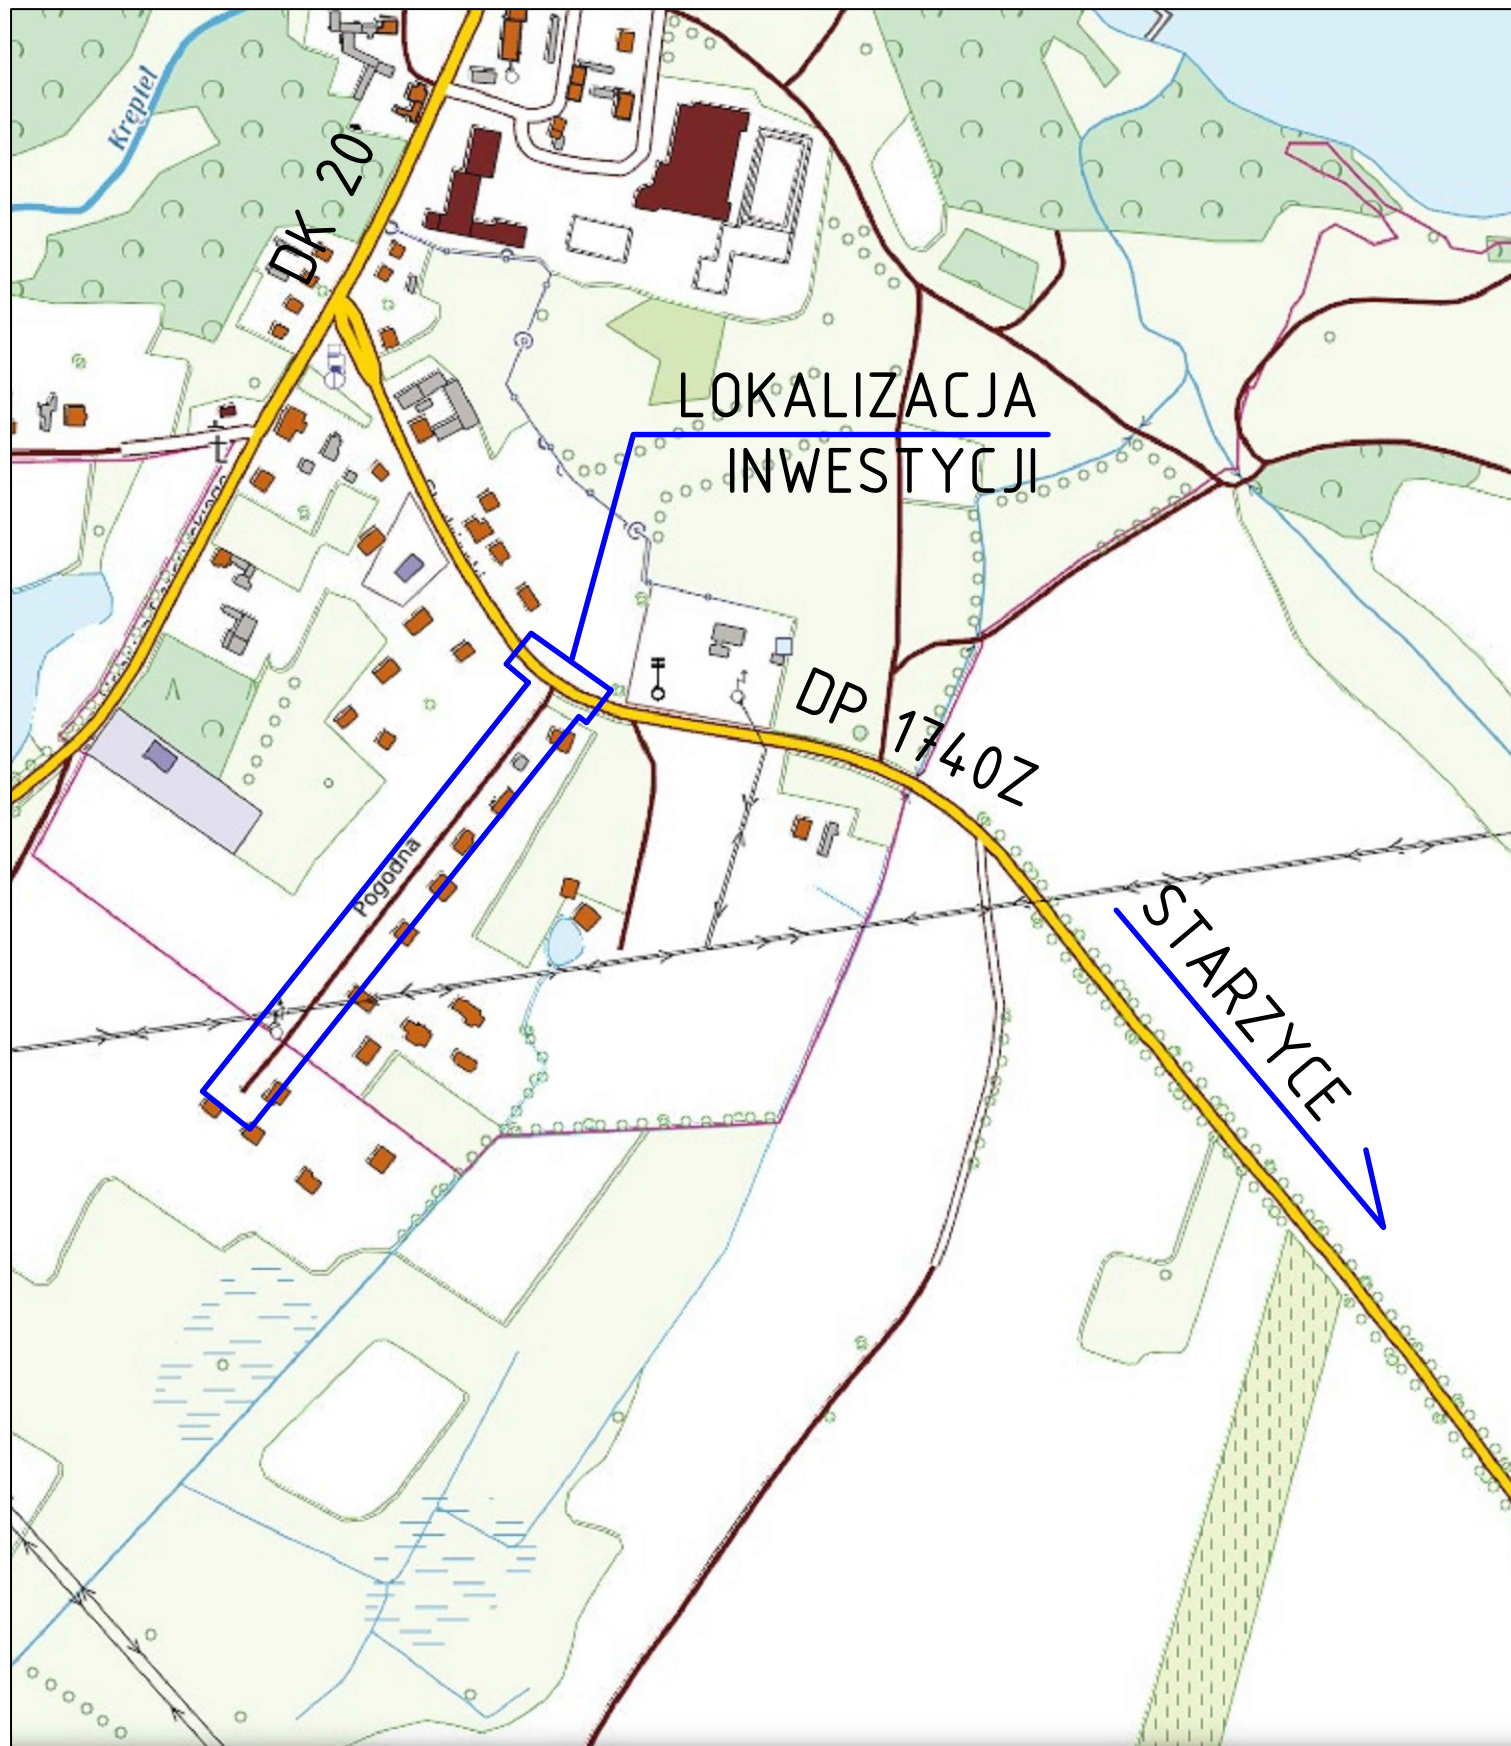 Krępiel
DK 20
LOKALIZACJA
INWESTYCJI
DP 1740Z
Pogodna
STARZYCE